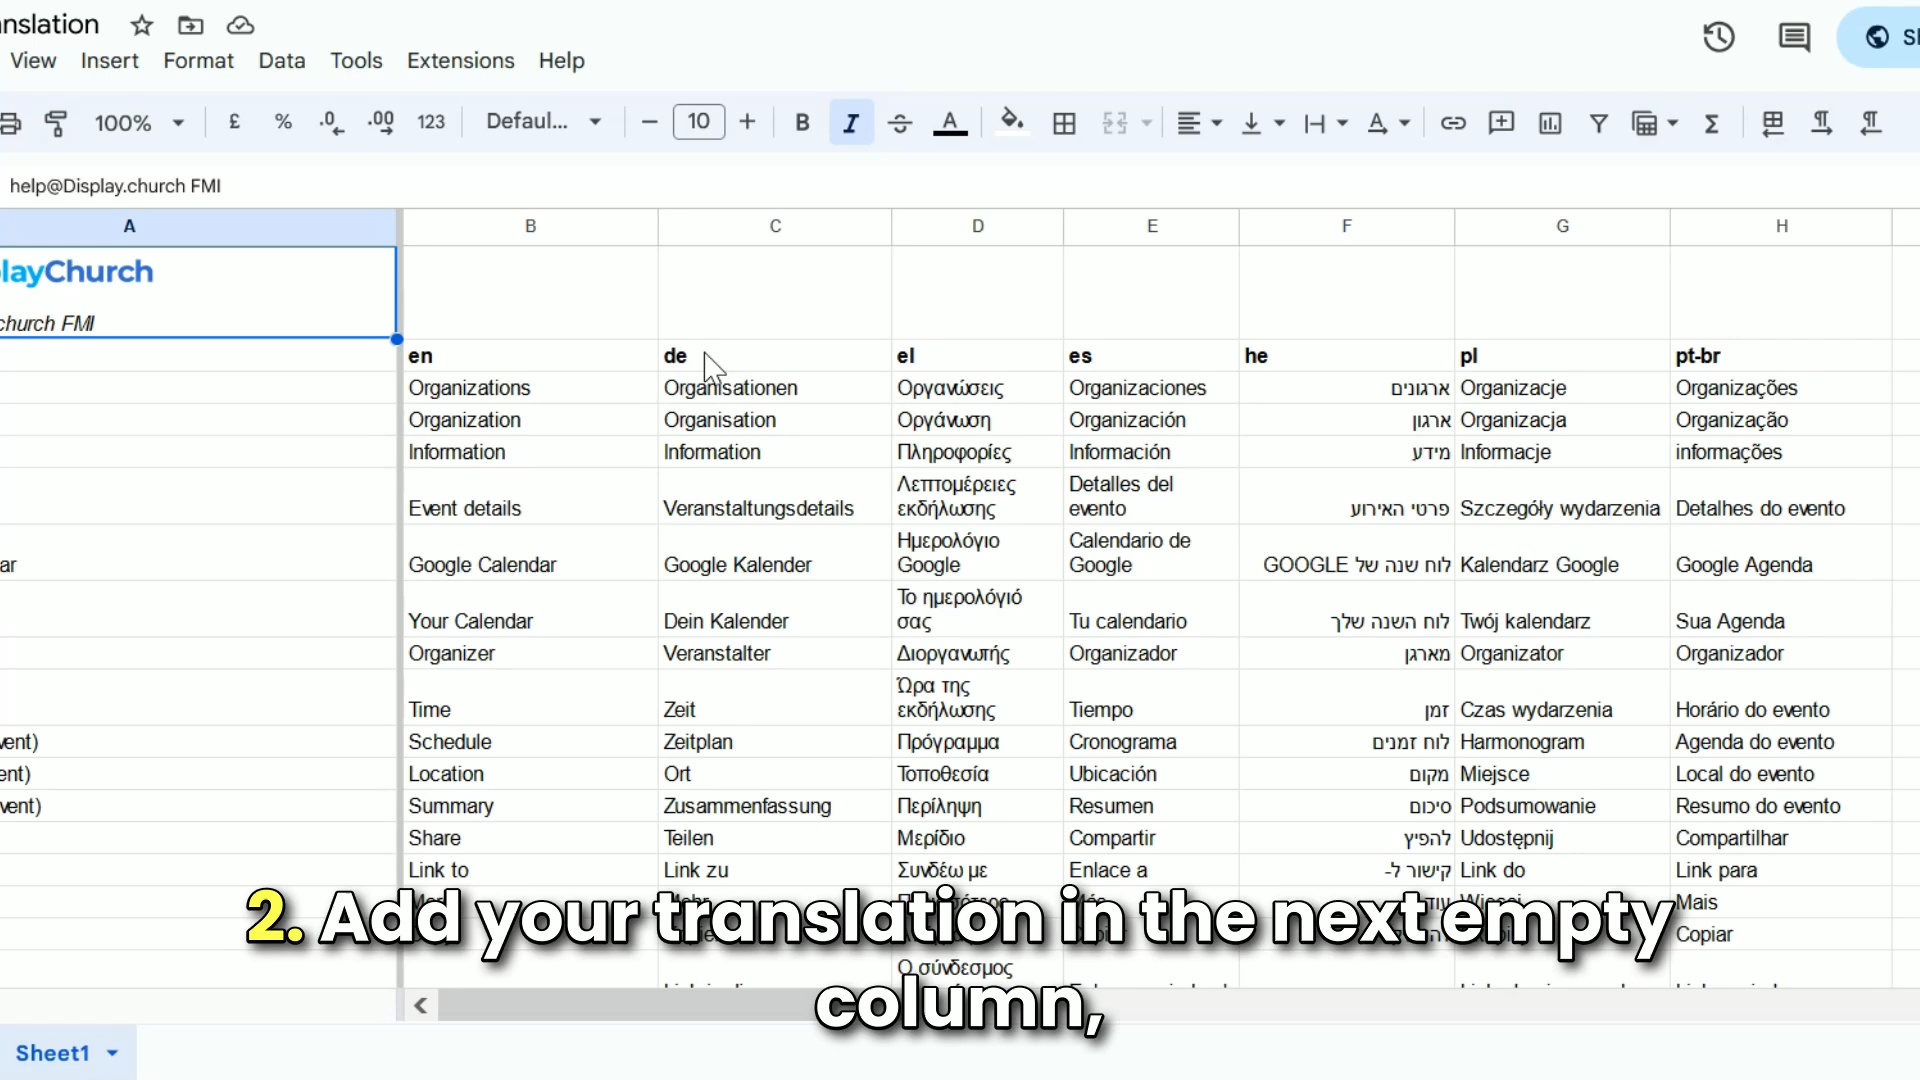 anslation
View Insert Format Data Tools Extensions Help
100% £ % .0 .00 123 Defaul... 10 B I A
help@Display.church FMI
A B C D E F G H
layChurch
church FMI
en de el es he pl pt-br
Organizations Organisationen Οργανώσεις Organizaciones ארגונים Organizacje Organizações
Organization Organisation Οργάνωση Organización ארגון Organizacja Organização
Information Information Πληροφορίες Información מידע Informacje informações
Event details Veranstaltungsdetails Λεπτομέρειες εκδήλωσης Detalles del evento פרטי האירוע Szczegóły wydarzenia Detalhes do evento
ar Google Calendar Google Kalender Ημερολόγιο Google Calendario de Google לוח שנה של GOOGLE Kalendarz Google Google Agenda
Your Calendar Dein Kalender Το ημερολόγιό σας Tu calendario לוח השנה שלך Twój kalendarz Sua Agenda
Organizer Veranstalter Διοργανωτής Organizador מארגן Organizator Organizador
Time Zeit Ώρα της εκδήλωσης Tiempo זמן Czas wydarzenia Horário do evento
vent) Schedule Zeitplan Πρόγραμμα Cronograma לוח זמנים Harmonogram Agenda do evento
ent) Location Ort Τοποθεσία Ubicación מקום Miejsce Local do evento
vent) Summary Zusammenfassung Περίληψη Resumen סיכום Podsumowanie Resumo do evento
Share Teilen Μερίδιο Compartir להפיץ Udostępnij Compartilhar
Link to Link zu Συνδέω με Enlace a קישור ל- Link do Link para
Mais
Copiar
Ο σύνδεσμος
2. Add your translation in the next empty
column,
Sheet1